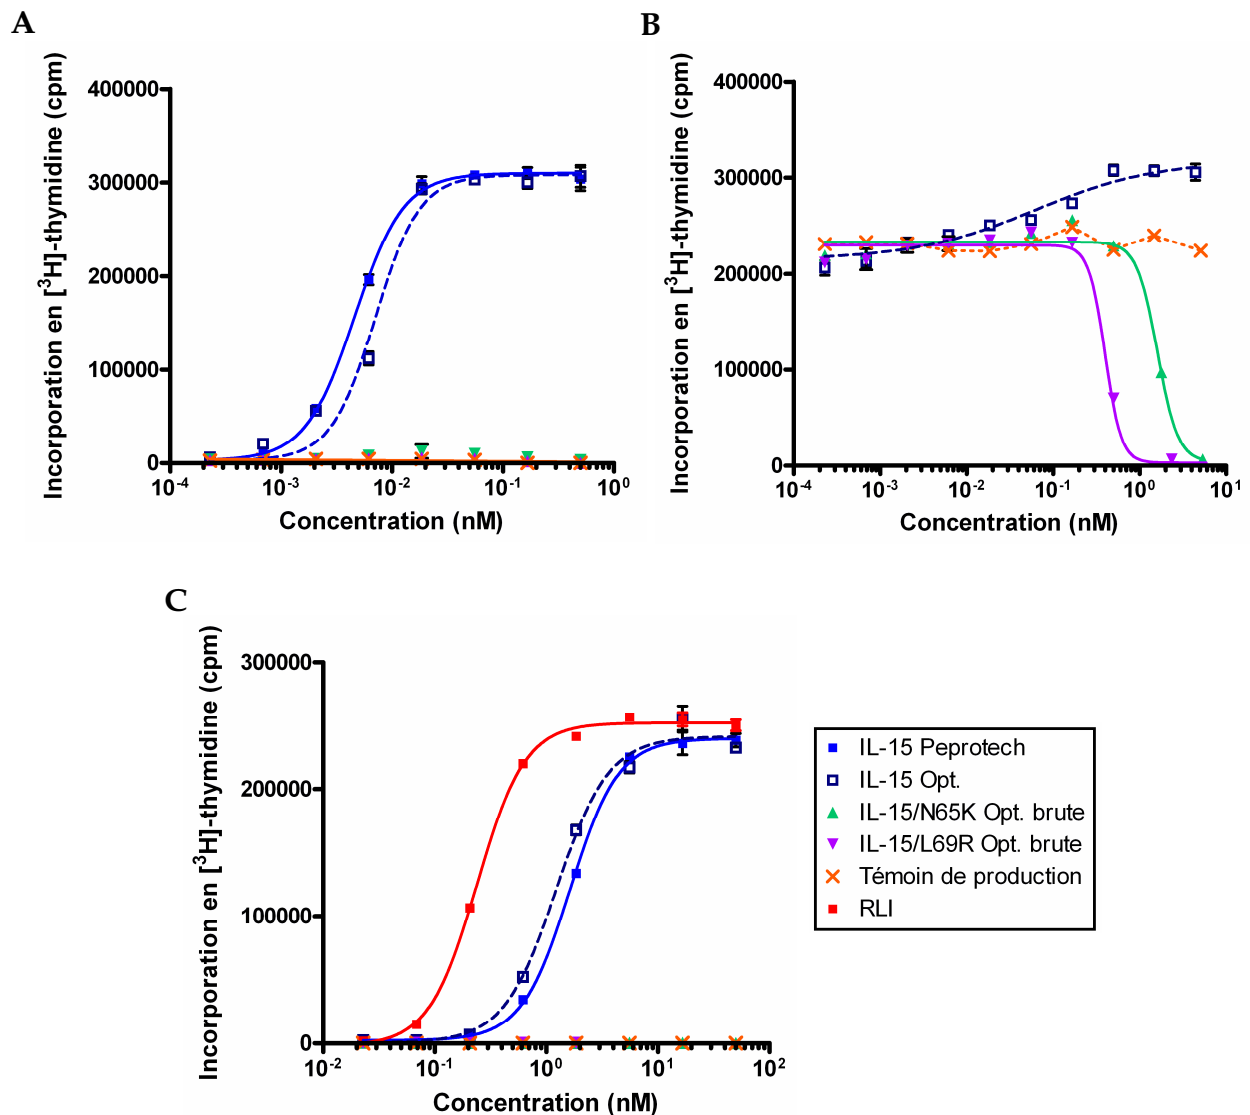 A
Incorporation en [³H]-thymidine (cpm)
400000
300000
200000
100000
0
10⁻⁴
10⁻³
10⁻²
10⁻¹
10⁰
Concentration (nM)
B
Incorporation en [³H]-thymidine (cpm)
400000
300000
200000
100000
0
10⁻⁴
10⁻³
10⁻²
10⁻¹
10⁰
10¹
Concentration (nM)
C
Incorporation en [³H]-thymidine (cpm)
300000
200000
100000
0
10⁻²
10⁻¹
10⁰
10¹
10²
Concentration (nM)
IL-15 Peprotech
IL-15 Opt.
IL-15/N65K Opt. brute
IL-15/L69R Opt. brute
Témoin de production
RLI